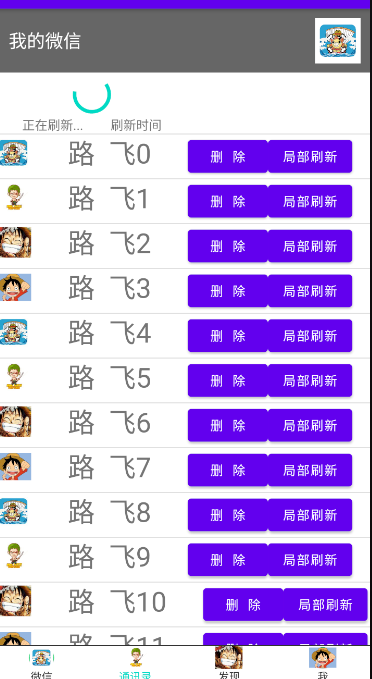 我的微信
正在刷新... 刷新时间
路 飞0 删 除 局部刷新
路 飞1 删 除 局部刷新
路 飞2 删 除 局部刷新
路 飞3 删 除 局部刷新
路 飞4 删 除 局部刷新
路 飞5 删 除 局部刷新
路 飞6 删 除 局部刷新
路 飞7 删 除 局部刷新
路 飞8 删 除 局部刷新
路 飞9 删 除 局部刷新
路 飞10 删 除 局部刷新
路 飞11 删 除 局部刷新
微信 通讯录 发现 我